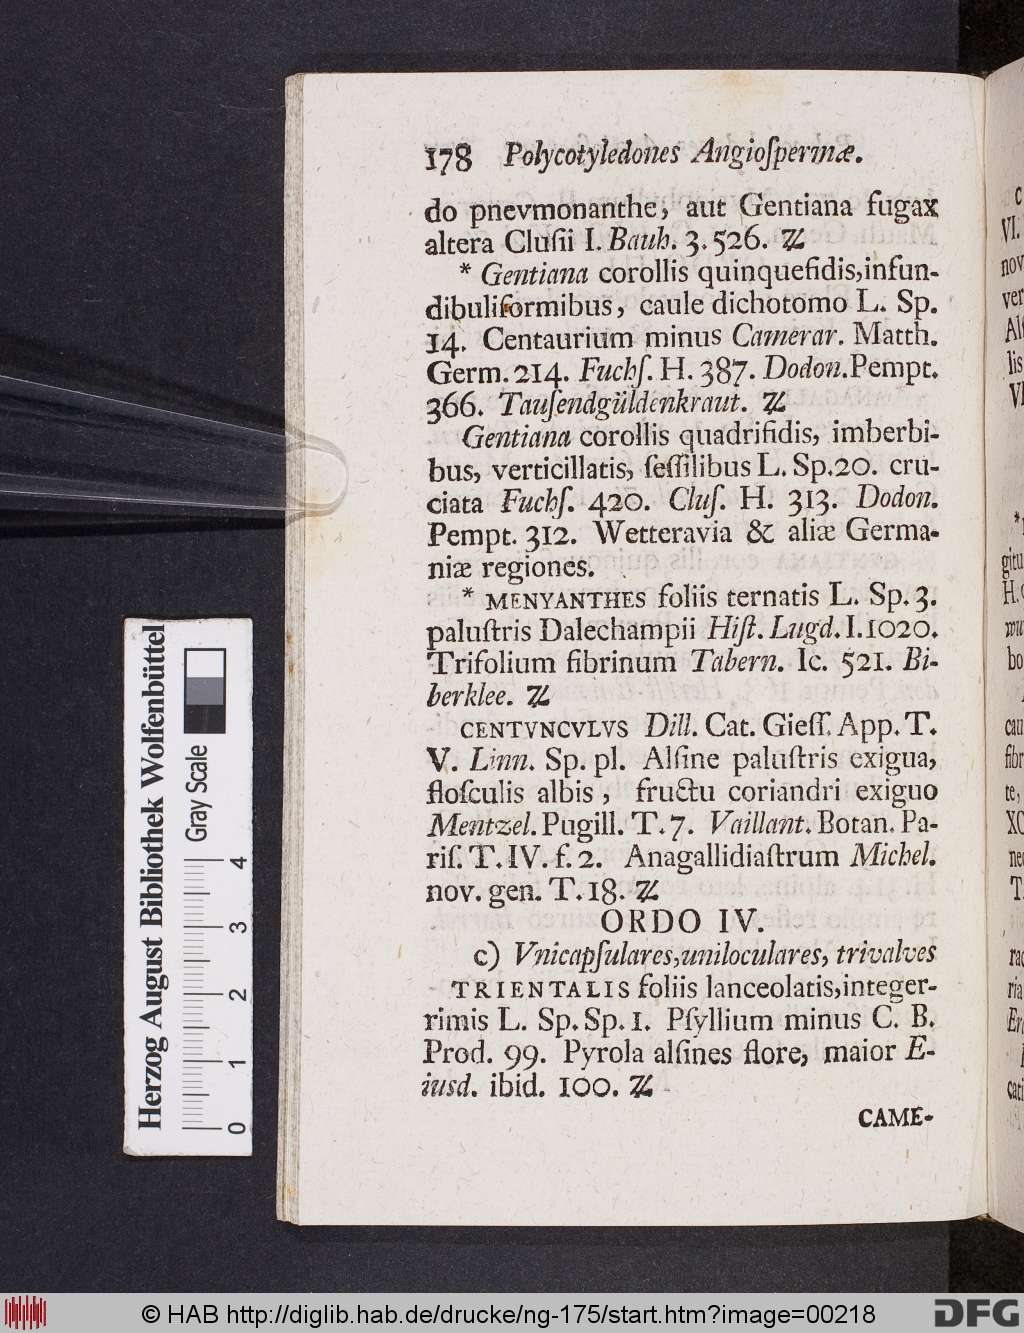 178 Polycotyledones Angioſpermæ.
do pnevmonanthe, aut Gentiana fugax
altera Cluſii I. Bauh. 3. 526. ♃
* Gentiana corollis quinquefidis, infun-
dibuliformibus, caule dichotomo L. Sp.
14. Centaurium minus Camerar. Matth.
Germ. 214. Fuchſ. H. 387. Dodon. Pempt.
366. Tauſendgüldenkraut. ♃
Gentiana corollis quadrifidis, imberbi-
bus, verticillatis, ſeſſilibus L. Sp. 20. cru-
ciata Fuchſ. 420. Cluſ. H. 313. Dodon.
Pempt. 312. Wetteravia & aliæ Germa-
niæ regiones.
* MENYANTHES foliis ternatis L. Sp. 3.
paluſtris Dalechampii Hiſt. Lugd. I. 1020.
Trifolium fibrinum Tabern. Ic. 521. Bi-
berklee. ♃
CENTVNCVLVS Dill. Cat. Gieſſ. App. T.
V. Linn. Sp. pl. Alſine paluſtris exigua,
floſculis albis, fructu coriandri exiguo
Mentzel. Pugill. T. 7. Vaillant. Botan. Pa-
riſ. T. IV. f. 2. Anagallidiaſtrum Michel.
nov. gen. T. 18. ♃
ORDO IV.
c) Vnicapſulares, uniloculares, trivalves
TRIENTALIS foliis lanceolatis, integer-
rimis L. Sp. Sp. 1. Pſyllium minus C. B.
Prod. 99. Pyrola alſines flore, maior E-
iusd. ibid. 100. ♃
CAME-
Herzog August Bibliothek Wolfenbüttel
Gray Scale
0 1 2 3 4
© HAB http://diglib.hab.de/drucke/ng-175/start.htm?image=00218
DFG